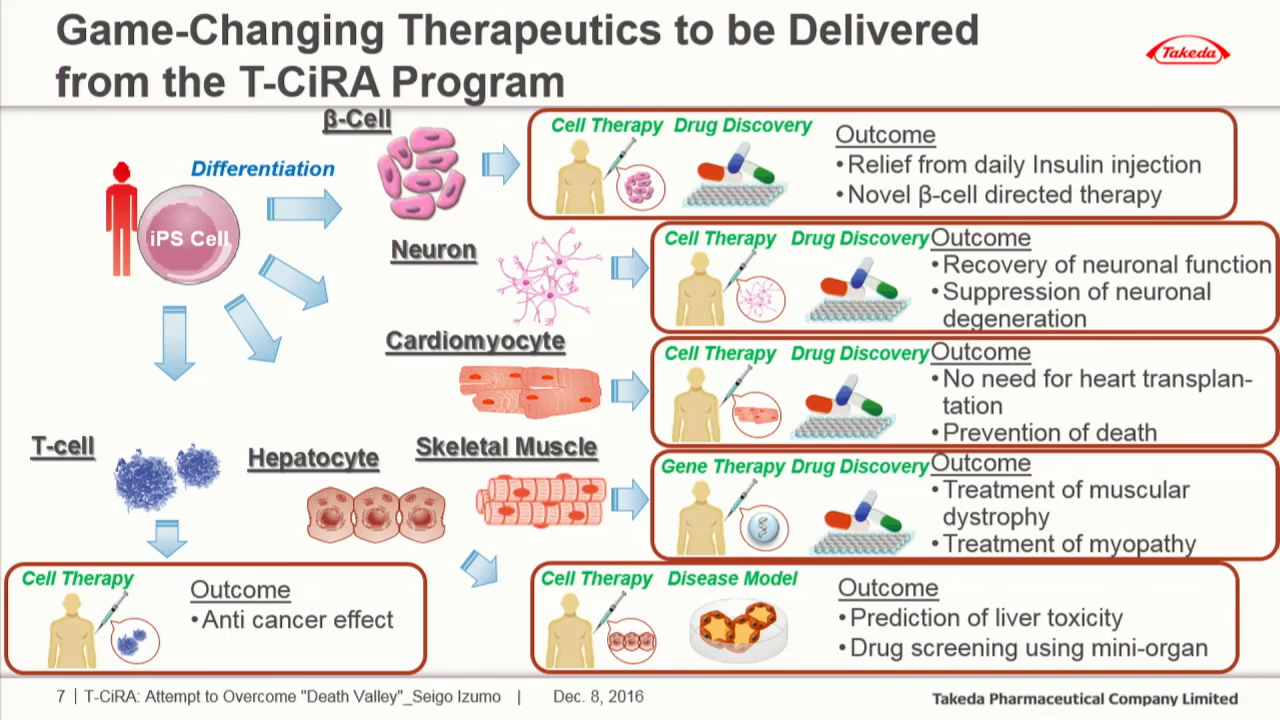 Game-Changing Therapeutics to be Delivered
from the T-CiRA Program
Takeda
β-Cell
Differentiation
iPS Cell
Cell Therapy Drug Discovery
Outcome
•Relief from daily Insulin injection
•Novel β-cell directed therapy
Neuron
Cell Therapy Drug Discovery
Outcome
•Recovery of neuronal function
•Suppression of neuronal
degeneration
Cardiomyocyte
Cell Therapy Drug Discovery
Outcome
•No need for heart transplan-
tation
•Prevention of death
T-cell
Hepatocyte
Skeletal Muscle
Gene Therapy Drug Discovery
Outcome
•Treatment of muscular
dystrophy
•Treatment of myopathy
Cell Therapy
Outcome
•Anti cancer effect
Cell Therapy Disease Model
Outcome
•Prediction of liver toxicity
•Drug screening using mini-organ
7 | T-CiRA: Attempt to Overcome "Death Valley"_Seigo Izumo | Dec. 8, 2016
Takeda Pharmaceutical Company Limited